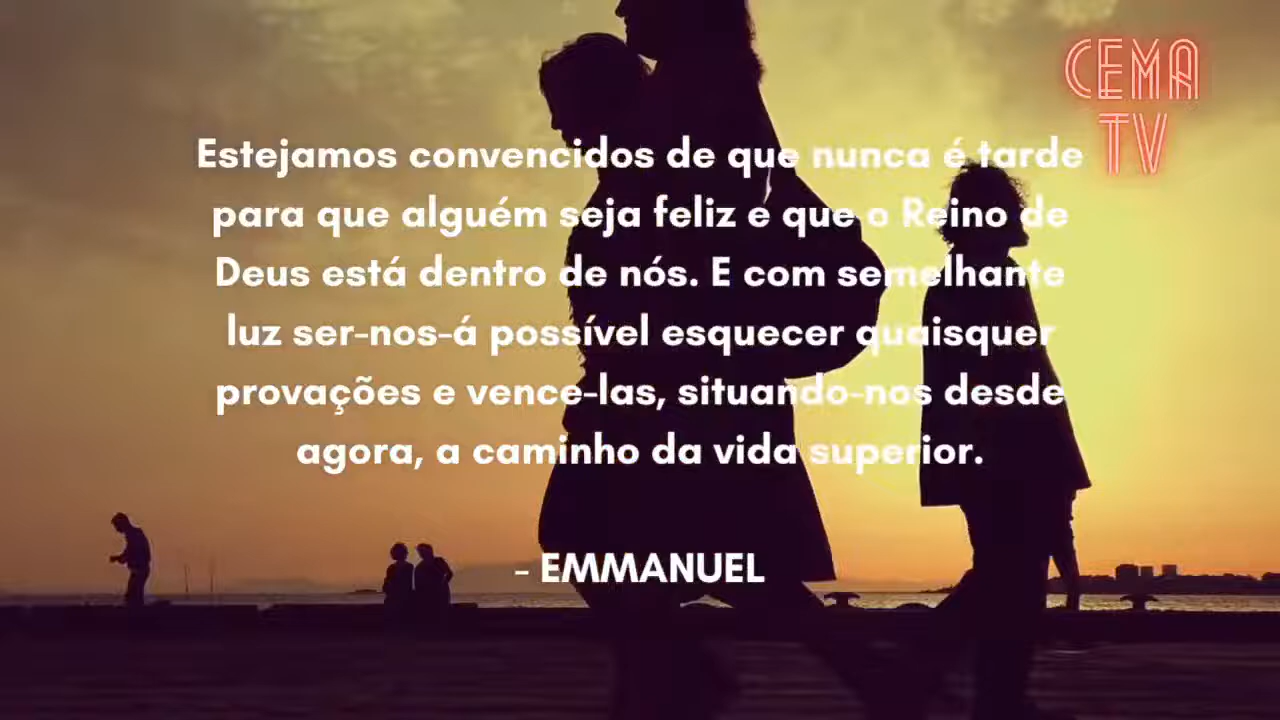 CEMA
TV
Estejamos convencidos de que nunca é tarde
para que alguém seja feliz e que o Reino de
Deus está dentro de nós. E com semelhante
luz ser-nos-á possível esquecer quaisquer
provações e vence-las, situando-nos desde
agora, a caminho da vida superior.
- EMMANUEL